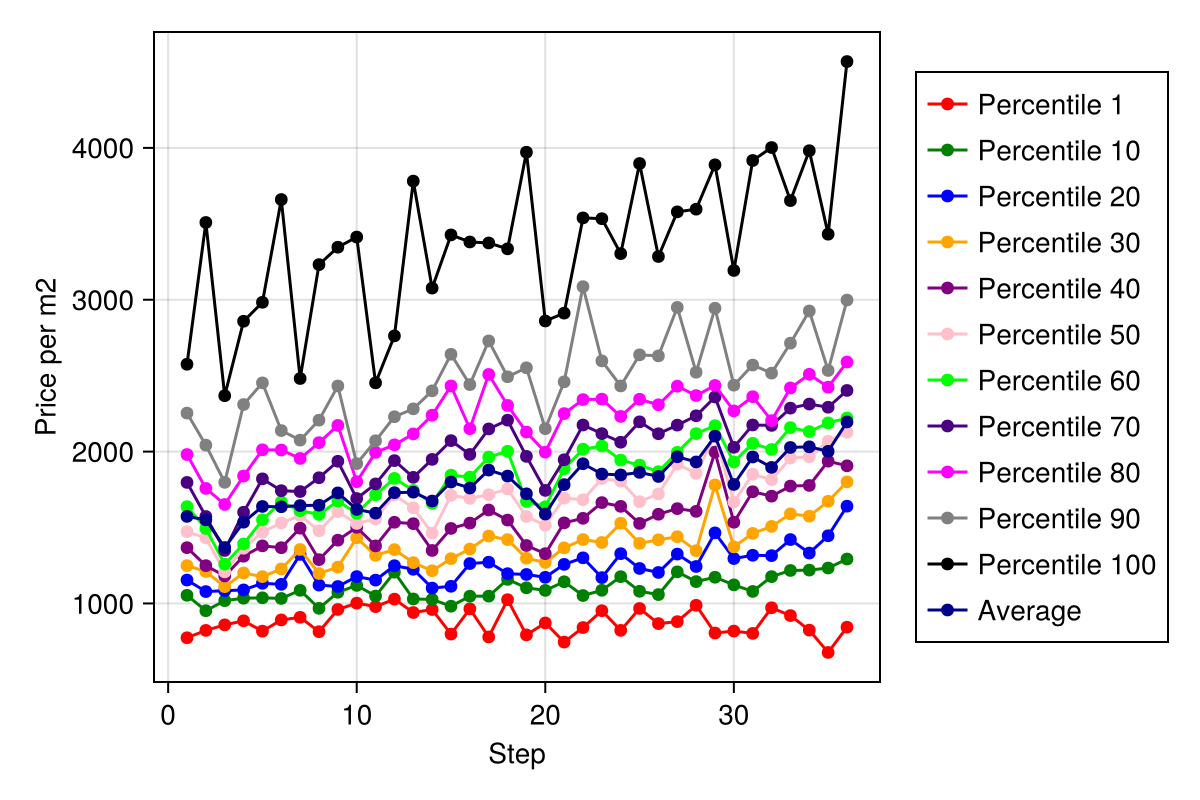 Price per m2
4000
3000
2000
1000
0
10
20
30
Step
Percentile 1
Percentile 10
Percentile 20
Percentile 30
Percentile 40
Percentile 50
Percentile 60
Percentile 70
Percentile 80
Percentile 90
Percentile 100
Average